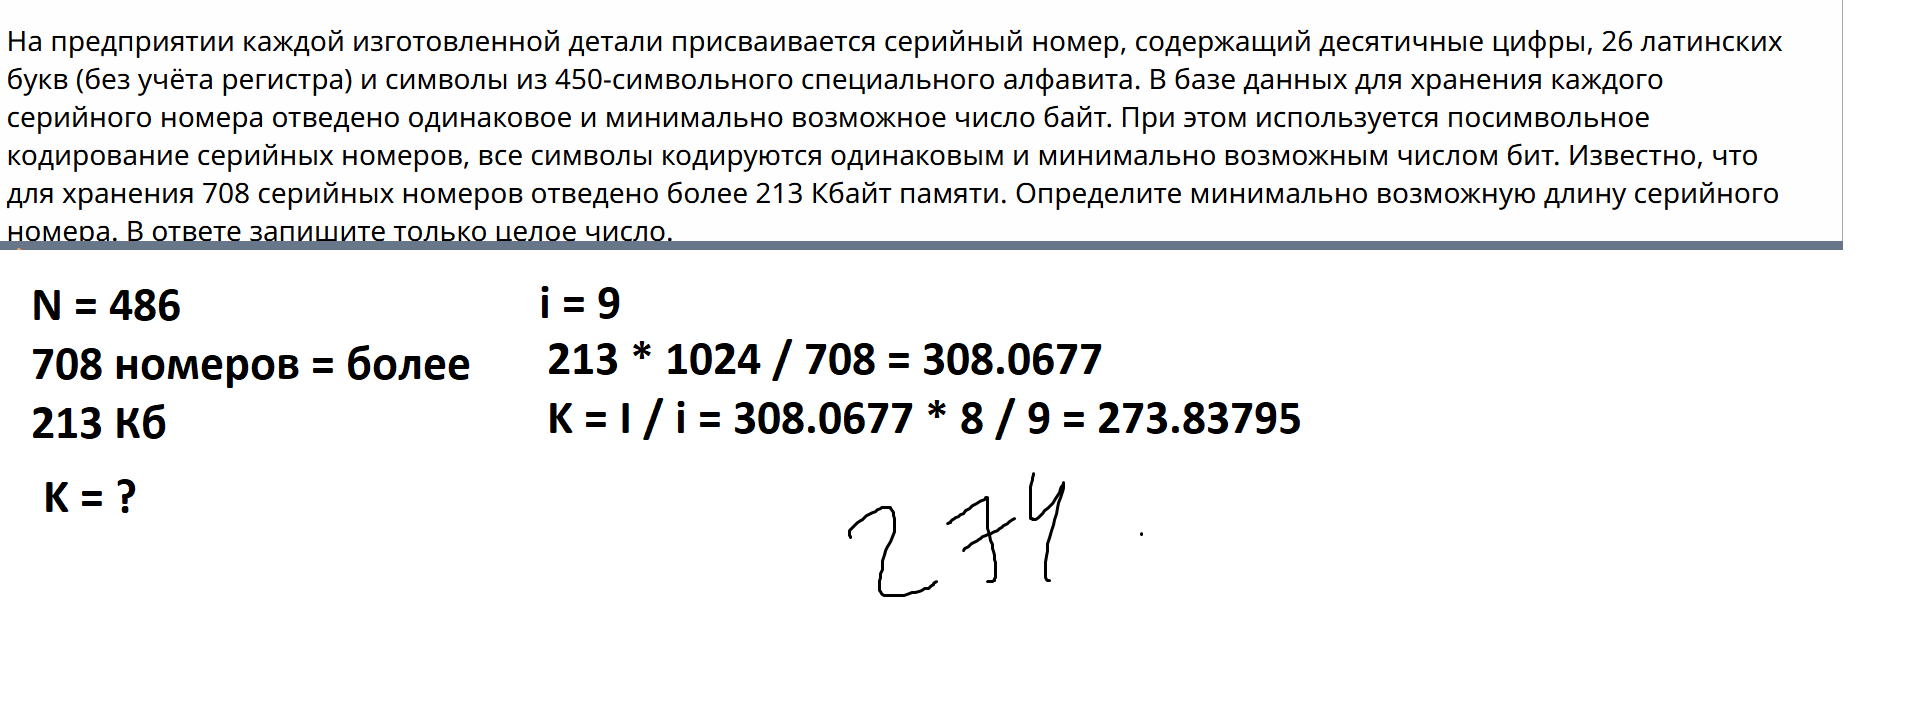 На предприятии каждой изготовленной детали присваивается серийный номер, содержащий десятичные цифры, 26 латинских
букв (без учёта регистра) и символы из 450-символьного специального алфавита. В базе данных для хранения каждого
серийного номера отведено одинаковое и минимально возможное число байт. При этом используется посимвольное
кодирование серийных номеров, все символы кодируются одинаковым и минимально возможным числом бит. Известно, что
для хранения 708 серийных номеров отведено более 213 Кбайт памяти. Определите минимально возможную длину серийного
номера. В ответе запишите только целое число.
N = 486
708 номеров = более
213 Кб
K = ?
i = 9
213 * 1024 / 708 = 308.0677
K = I / i = 308.0677 * 8 / 9 = 273.83795
274